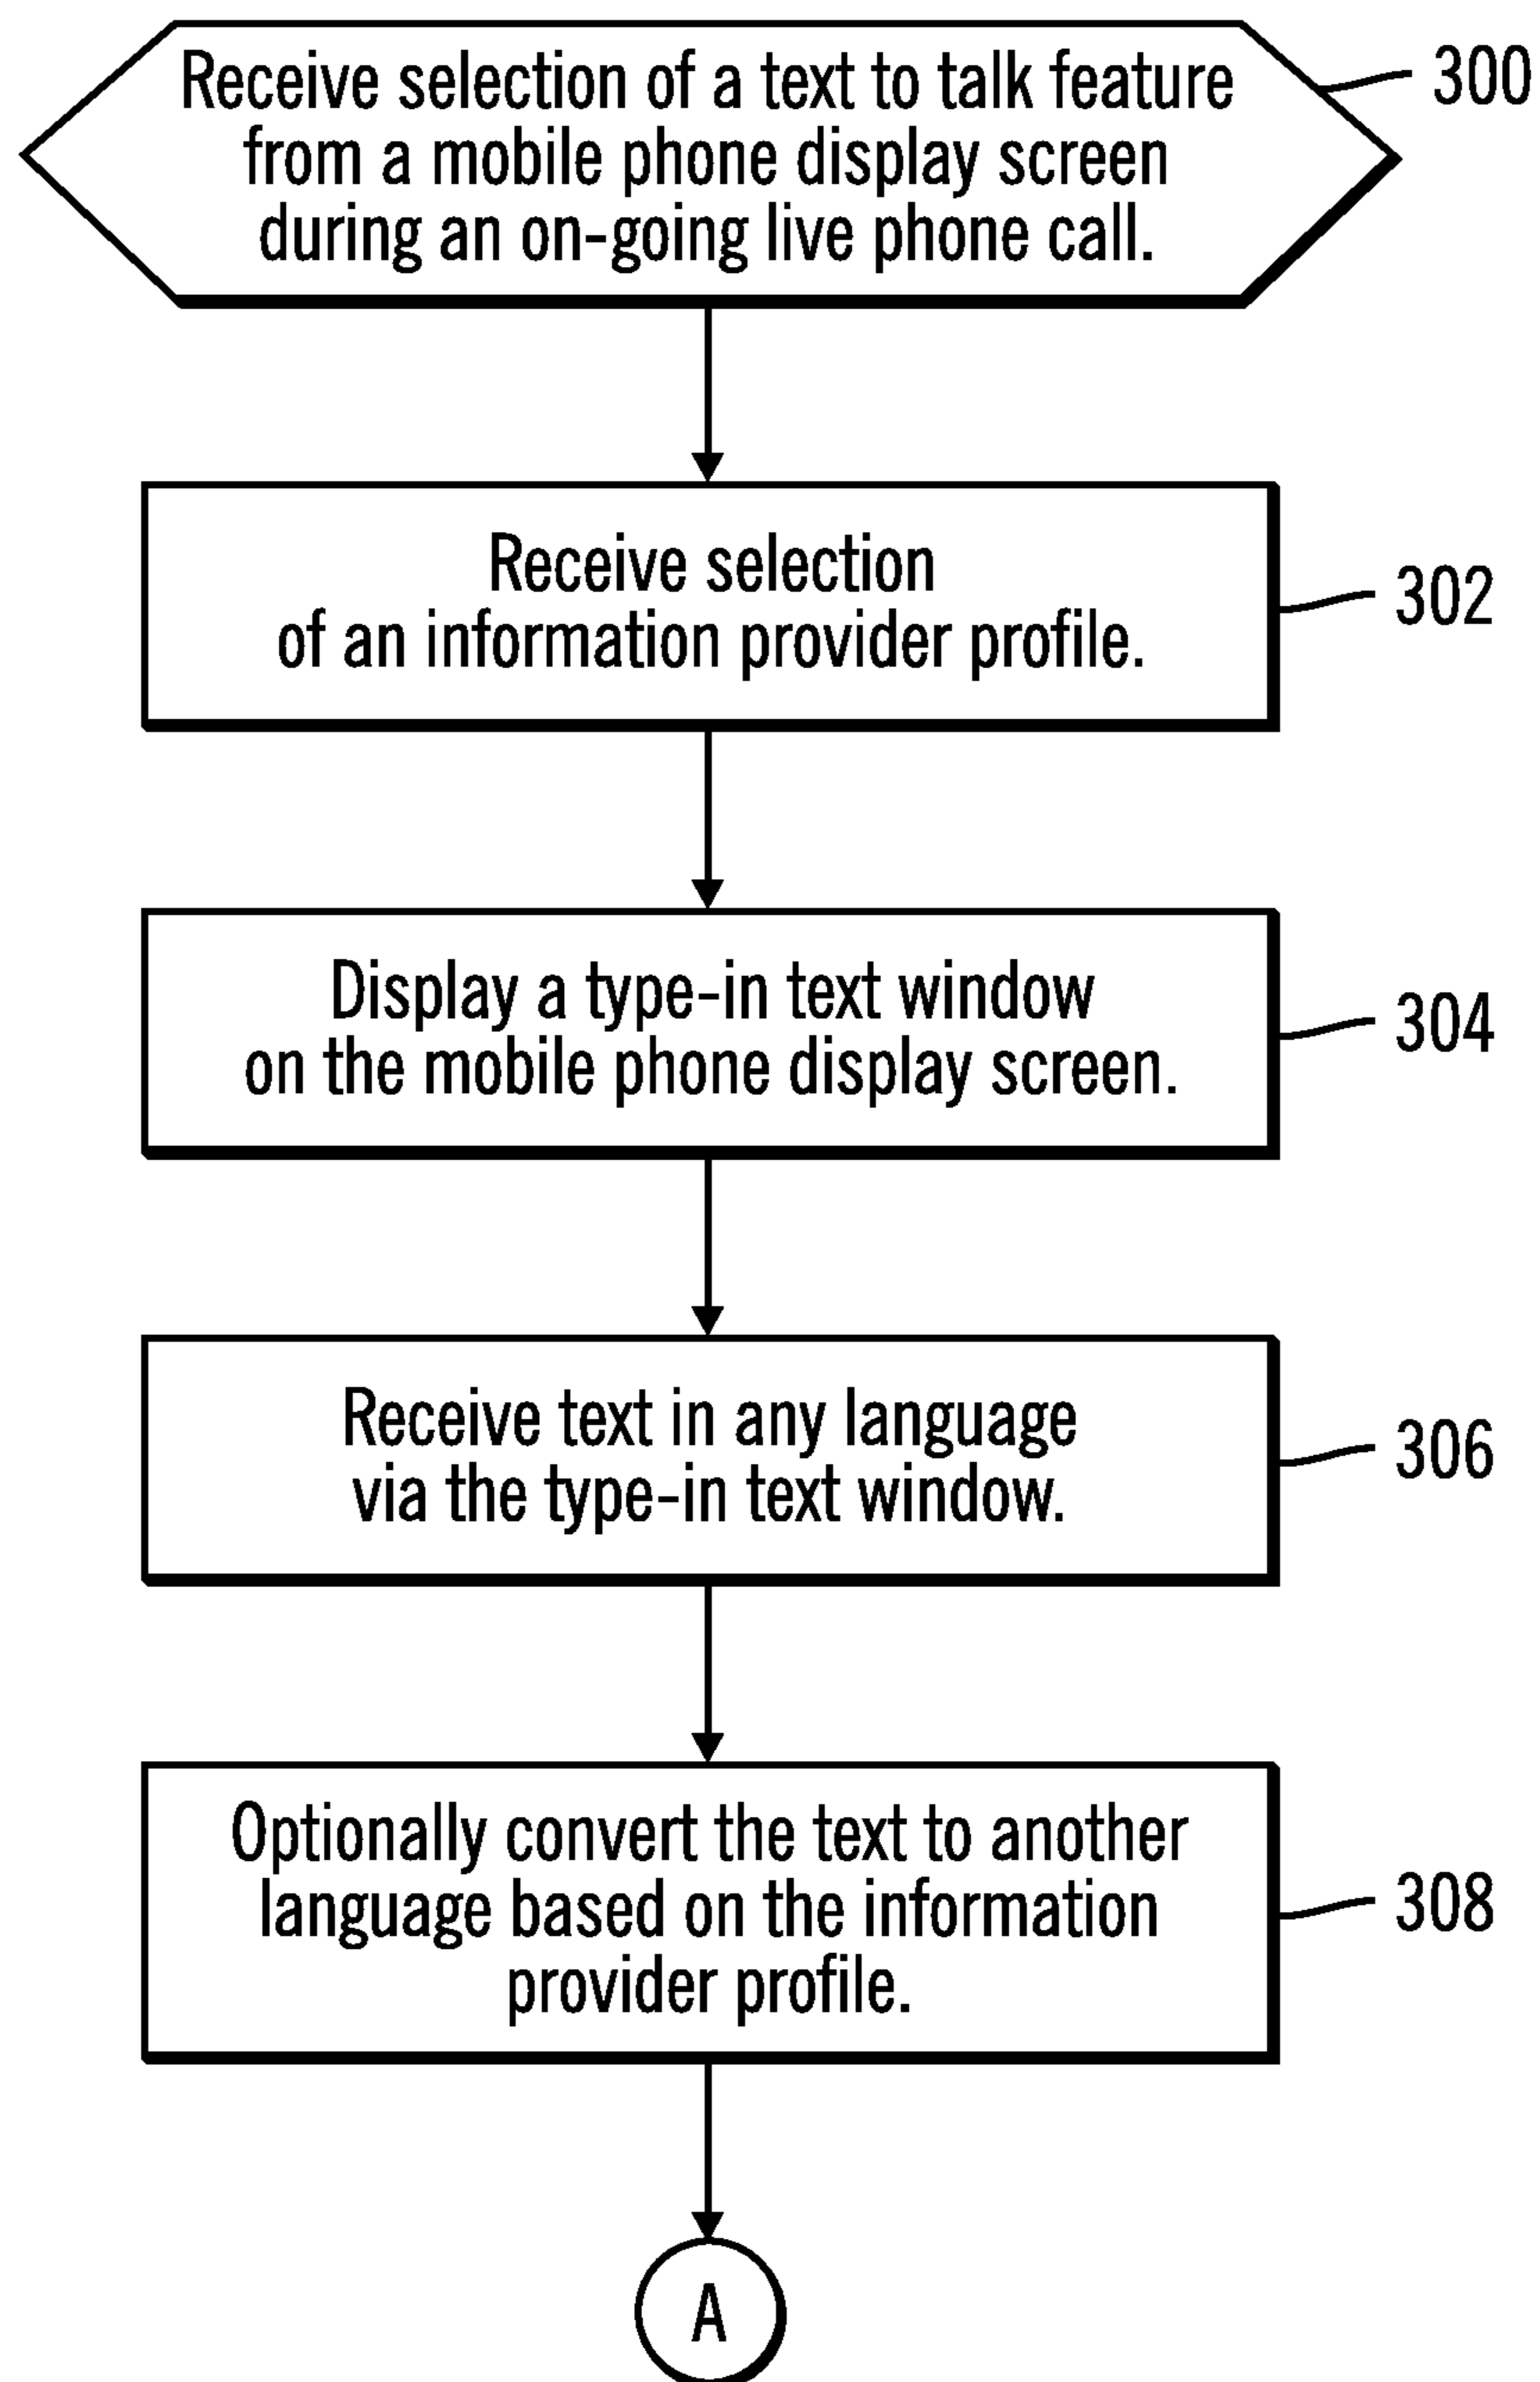 Receive selection of a text to talk feature
from a mobile phone display screen
during an on-going live phone call.
300
Receive selection
of an information provider profile.
302
Display a type-in text window
on the mobile phone display screen.
304
Receive text in any language
via the type-in text window.
306
Optionally convert the text to another
language based on the information
provider profile.
308
A